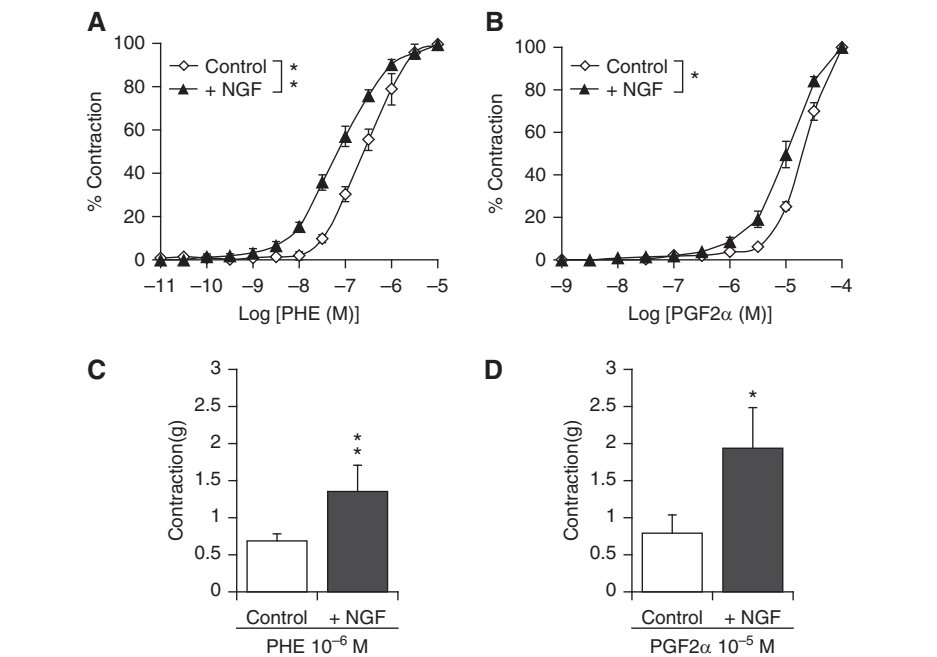 A
% Contraction
100
80
60
40
20
0
Control
+ NGF
*
*
–11 –10 –9 –8 –7 –6 –5
Log [PHE (M)]
B
% Contraction
100
80
60
40
20
0
Control
+ NGF
*
–9 –8 –7 –6 –5 –4
Log [PGF2α (M)]
C
Contraction(g)
3
2.5
2
1.5
1
0.5
0
*
*
Control + NGF
PHE 10–6 M
D
Contraction(g)
3
2.5
2
1.5
1
0.5
0
*
Control + NGF
PGF2α 10–5 M